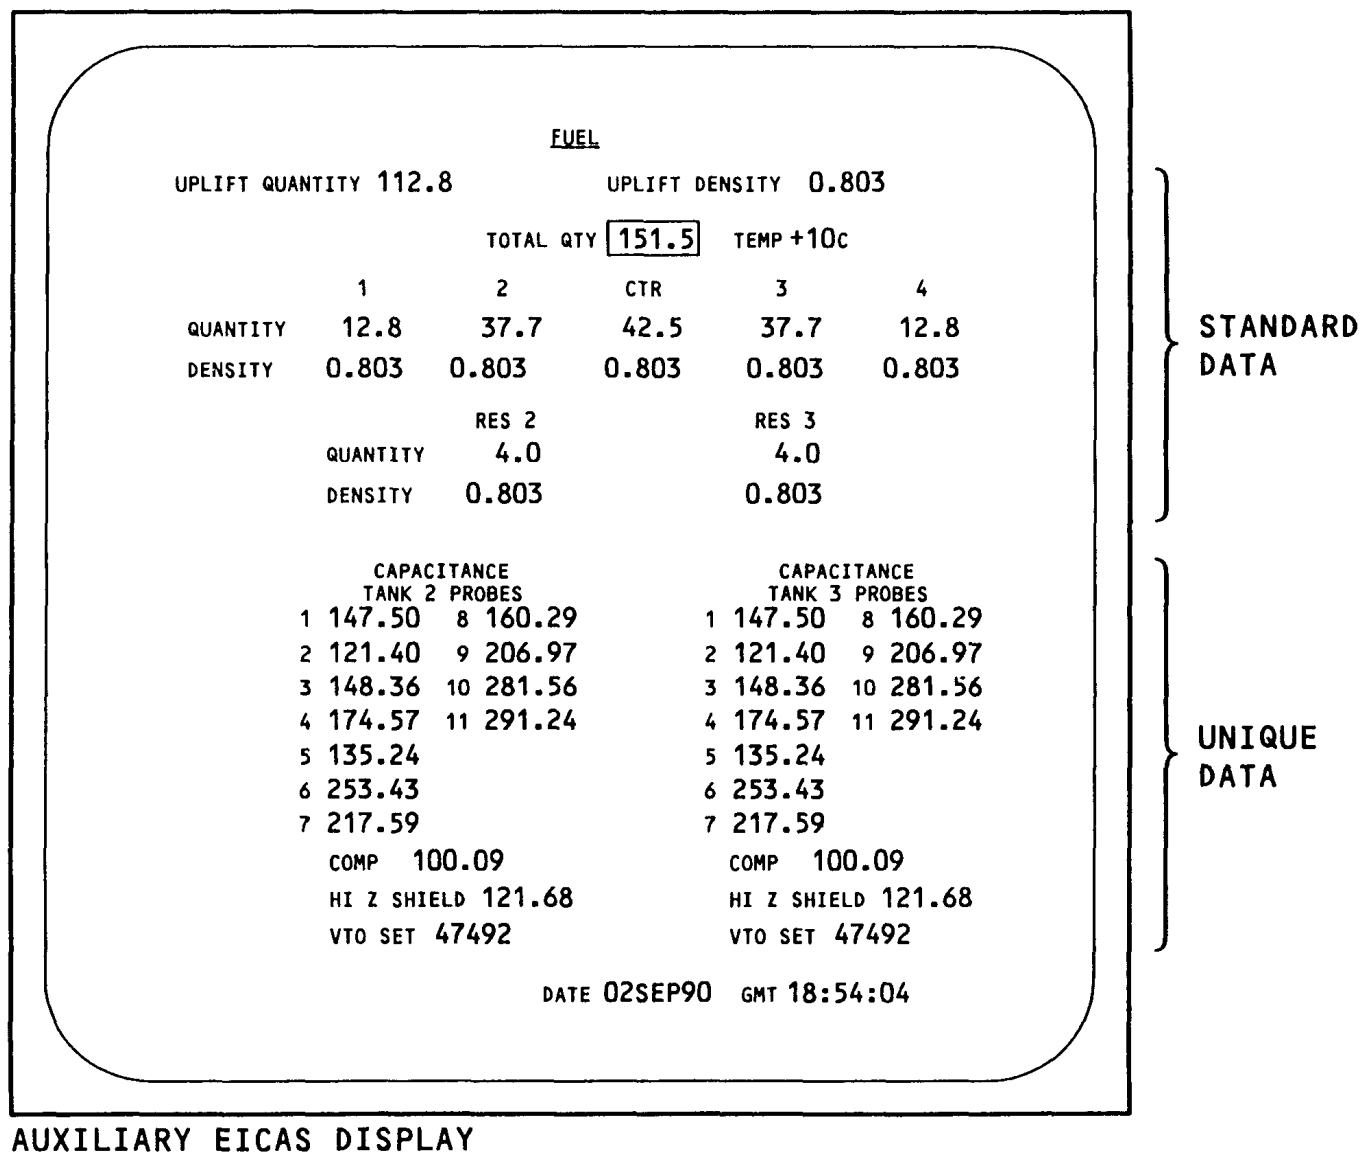 FUEL
UPLIFT QUANTITY 112.8 UPLIFT DENSITY 0.803
TOTAL QTY 151.5 TEMP +10C
1 2 CTR 3 4
QUANTITY 12.8 37.7 42.5 37.7 12.8
DENSITY 0.803 0.803 0.803 0.803 0.803
RES 2 RES 3
QUANTITY 4.0 4.0
DENSITY 0.803 0.803
STANDARD
DATA
CAPACITANCE CAPACITANCE
TANK 2 PROBES TANK 3 PROBES
1 147.50 8 160.29 1 147.50 8 160.29
2 121.40 9 206.97 2 121.40 9 206.97
3 148.36 10 281.56 3 148.36 10 281.56
4 174.57 11 291.24 4 174.57 11 291.24
5 135.24 5 135.24
6 253.43 6 253.43
7 217.59 7 217.59
COMP 100.09 COMP 100.09
HI Z SHIELD 121.68 HI Z SHIELD 121.68
VTO SET 47492 VTO SET 47492
UNIQUE
DATA
DATE 02SEP90 GMT 18:54:04
AUXILIARY EICAS DISPLAY